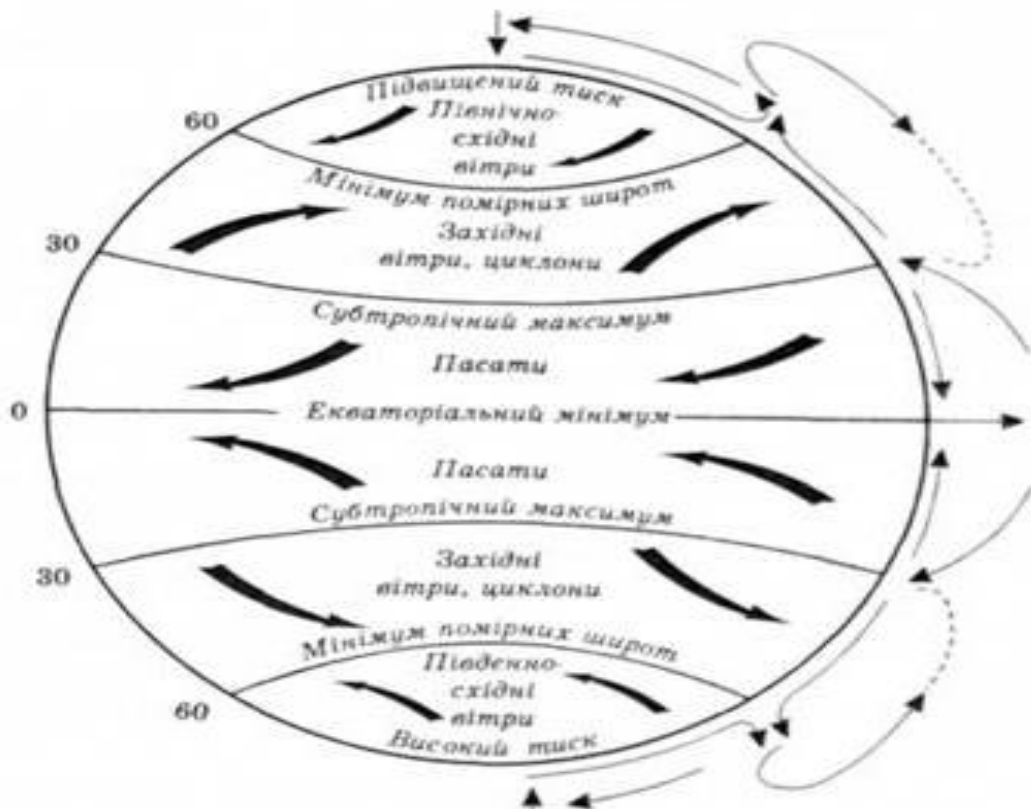 Підвищений тиск
60
Північно-
східні
вітри
Мінімум помірних широт
30
Західні
вітри, циклони
Субтропічний максимум
Пасати
0
Екваторіальний мінімум
Пасати
Субтропічний максимум
30
Західні
вітри, циклони
Мінімум помірних широт
60
Південно-
східні
вітри
Високий тиск